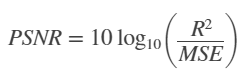 PSNR = 10 log₁₀ (R² / MSE)